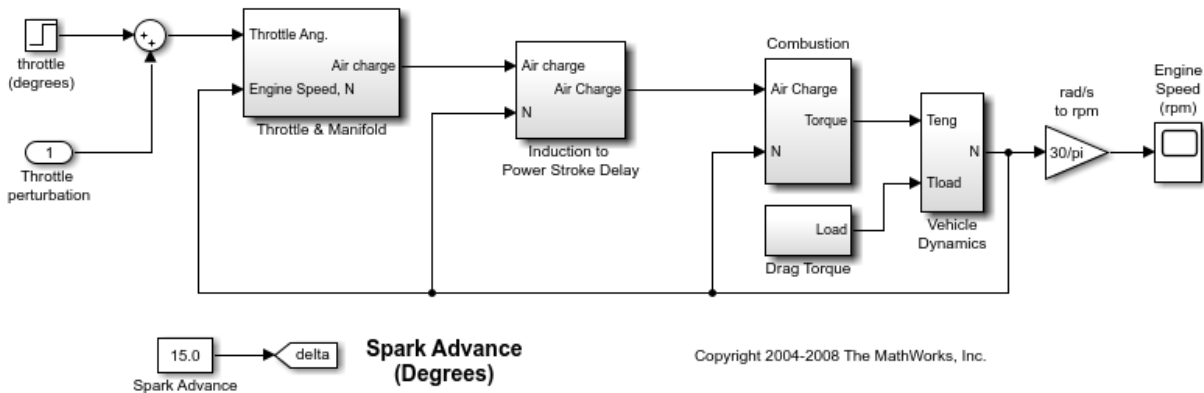 throttle
(degrees)
++
1
Throttle
perturbation
Throttle Ang.
Air charge
Engine Speed, N
Throttle & Manifold
Air charge
Air Charge
N
Induction to
Power Stroke Delay
Combustion
Air Charge
Torque
N
Load
Drag Torque
Teng
N
Tload
Vehicle
Dynamics
rad/s
to rpm
30/pi
Engine
Speed
(rpm)
15.0
Spark Advance
delta
Spark Advance
(Degrees)
Copyright 2004-2008 The MathWorks, Inc.